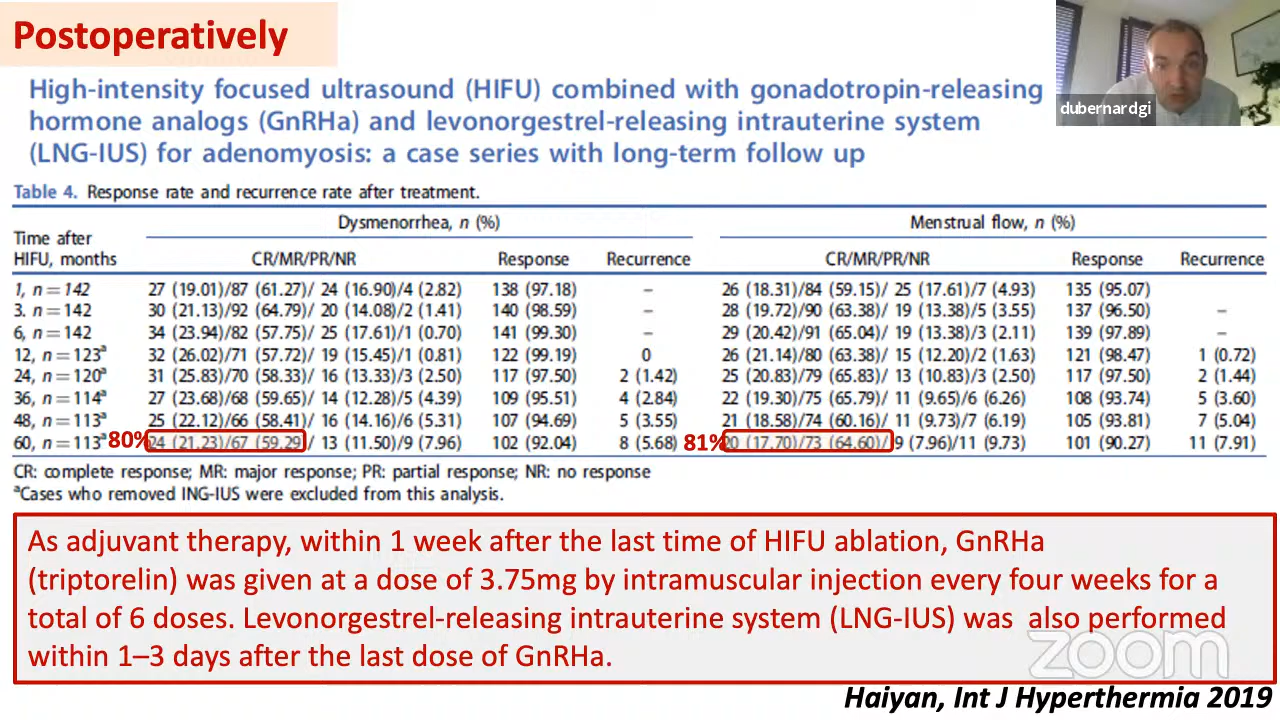 Postoperatively
dubernardgi
High-intensity focused ultrasound (HIFU) combined with gonadotropin-releasing
hormone analogs (GnRHa) and levonorgestrel-releasing intrauterine system
(LNG-IUS) for adenomyosis: a case series with long-term follow up
Table 4. Response rate and recurrence rate after treatment.
Dysmenorrhea, n (%) Menstrual flow, n (%)
Time after
HIFU, months CR/MR/PR/NR Response Recurrence CR/MR/PR/NR Response Recurrence
1, n = 142 27 (19.01)/87 (61.27)/ 24 (16.90)/4 (2.82) 138 (97.18) – 26 (18.31)/84 (59.15)/ 25 (17.61)/7 (4.93) 135 (95.07)
3. n = 142 30 (21.13)/92 (64.79)/ 20 (14.08)/2 (1.41) 140 (98.59) – 28 (19.72)/90 (63.38)/ 19 (13.38)/5 (3.55) 137 (96.50) –
6, n = 142 34 (23.94)/82 (57.75)/ 25 (17.61)/1 (0.70) 141 (99.30) – 29 (20.42)/91 (65.04)/ 19 (13.38)/3 (2.11) 139 (97.89) –
12, n = 123a 32 (26.02)/71 (57.72)/ 19 (15.45)/1 (0.81) 122 (99.19) 0 26 (21.14)/80 (63.38)/ 15 (12.20)/2 (1.63) 121 (98.47) 1 (0.72)
24, n = 120a 31 (25.83)/70 (58.33)/ 16 (13.33)/3 (2.50) 117 (97.50) 2 (1.42) 25 (20.83)/79 (65.83)/ 13 (10.83)/3 (2.50) 117 (97.50) 2 (1.44)
36, n = 114a 27 (23.68)/68 (59.65)/ 14 (12.28)/5 (4.39) 109 (95.51) 4 (2.84) 22 (19.30)/75 (65.79)/ 11 (9.65)/6 (6.26) 108 (93.74) 5 (3.60)
48, n = 113a 25 (22.12)/66 (58.41)/ 16 (14.16)/6 (5.31) 107 (94.69) 5 (3.55) 21 (18.58)/74 (60.16)/ 11 (9.73)/7 (6.19) 105 (93.81) 7 (5.04)
60, n = 113a 80% 24 (21.23)/67 (59.29)/ 13 (11.50)/9 (7.96) 102 (92.04) 8 (5.68) 81% 20 (17.70)/73 (64.60)/ 9 (7.96)/11 (9.73) 101 (90.27) 11 (7.91)
CR: complete response; MR: major response; PR: partial response; NR: no response
aCases who removed ING-IUS were excluded from this analysis.
As adjuvant therapy, within 1 week after the last time of HIFU ablation, GnRHa
(triptorelin) was given at a dose of 3.75mg by intramuscular injection every four weeks for a
total of 6 doses. Levonorgestrel-releasing intrauterine system (LNG-IUS) was also performed
within 1–3 days after the last dose of GnRHa.
zoom
Haiyan, Int J Hyperthermia 2019